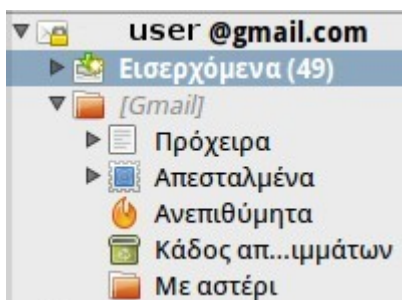 user @gmail.com
Εισερχόμενα (49)
[Gmail]
Πρόχειρα
Απεσταλμένα
Ανεπιθύμητα
Κάδος απ...ιμμάτων
Με αστέρι